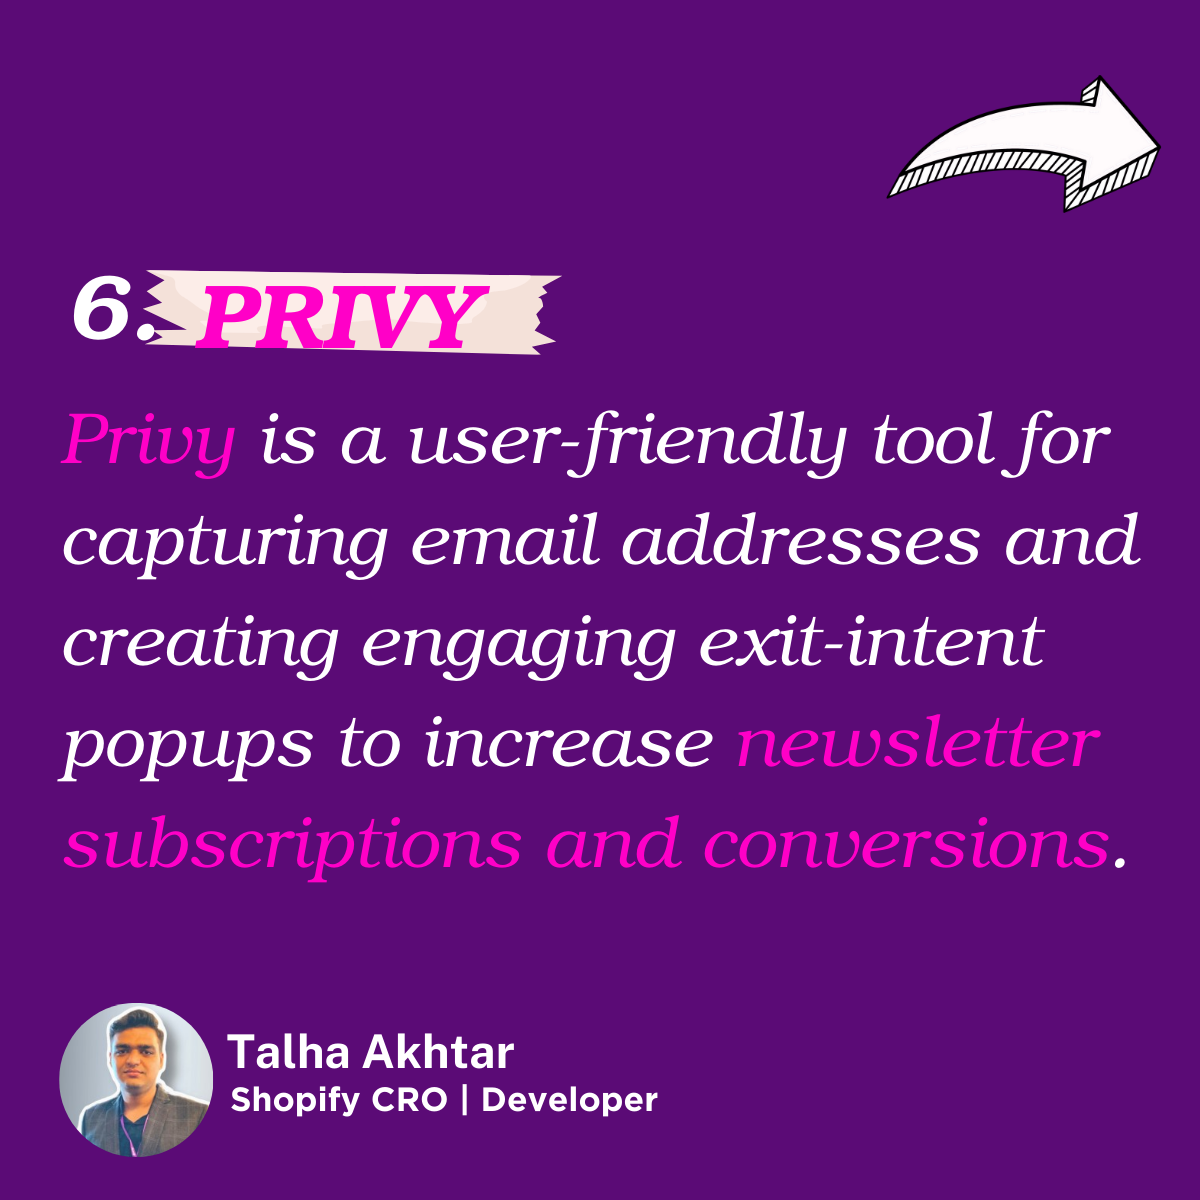 6. PRIVY
Privy is a user-friendly tool for
capturing email addresses and
creating engaging exit-intent
popups to increase newsletter
subscriptions and conversions.
Talha Akhtar
Shopify CRO | Developer